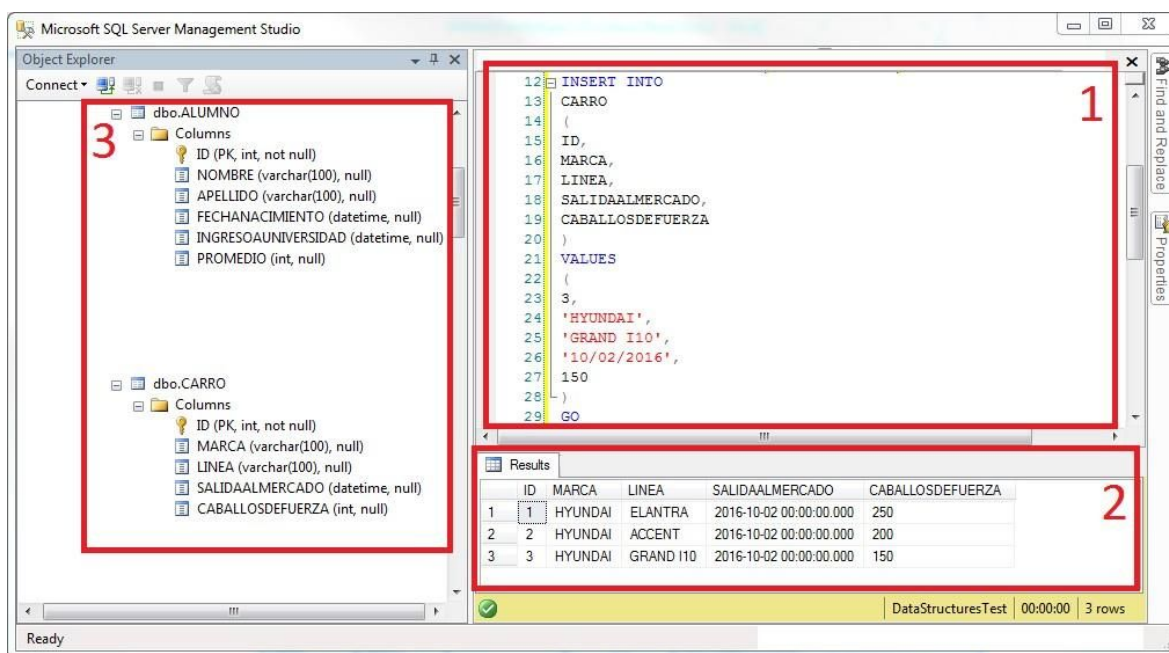 Microsoft SQL Server Management Studio
Object Explorer
Connect
3
dbo.ALUMNO
Columns
ID (PK, int, not null)
NOMBRE (varchar(100), null)
APELLIDO (varchar(100), null)
FECHANACIMIENTO (datetime, null)
INGRESOAUNIVERSIDAD (datetime, null)
PROMEDIO (int, null)
dbo.CARRO
Columns
ID (PK, int, not null)
MARCA (varchar(100), null)
LINEA (varchar(100), null)
SALIDAALMERCADO (datetime, null)
CABALLOSDEFUERZA (int, null)
1
12 INSERT INTO
13 CARRO
14 (
15 ID,
16 MARCA,
17 LINEA,
18 SALIDAALMERCADO,
19 CABALLOSDEFUERZA
20 )
21 VALUES
22 (
23 3,
24 'HYUNDAI',
25 'GRAND I10',
26 '10/02/2016',
27 150
28 )
29 GO
Find and Replace
Properties
Results
2
ID MARCA LINEA SALIDAALMERCADO CABALLOSDEFUERZA
1 1 HYUNDAI ELANTRA 2016-10-02 00:00:00.000 250
2 2 HYUNDAI ACCENT 2016-10-02 00:00:00.000 200
3 3 HYUNDAI GRAND I10 2016-10-02 00:00:00.000 150
DataStructuresTest 00:00:00 3 rows
Ready